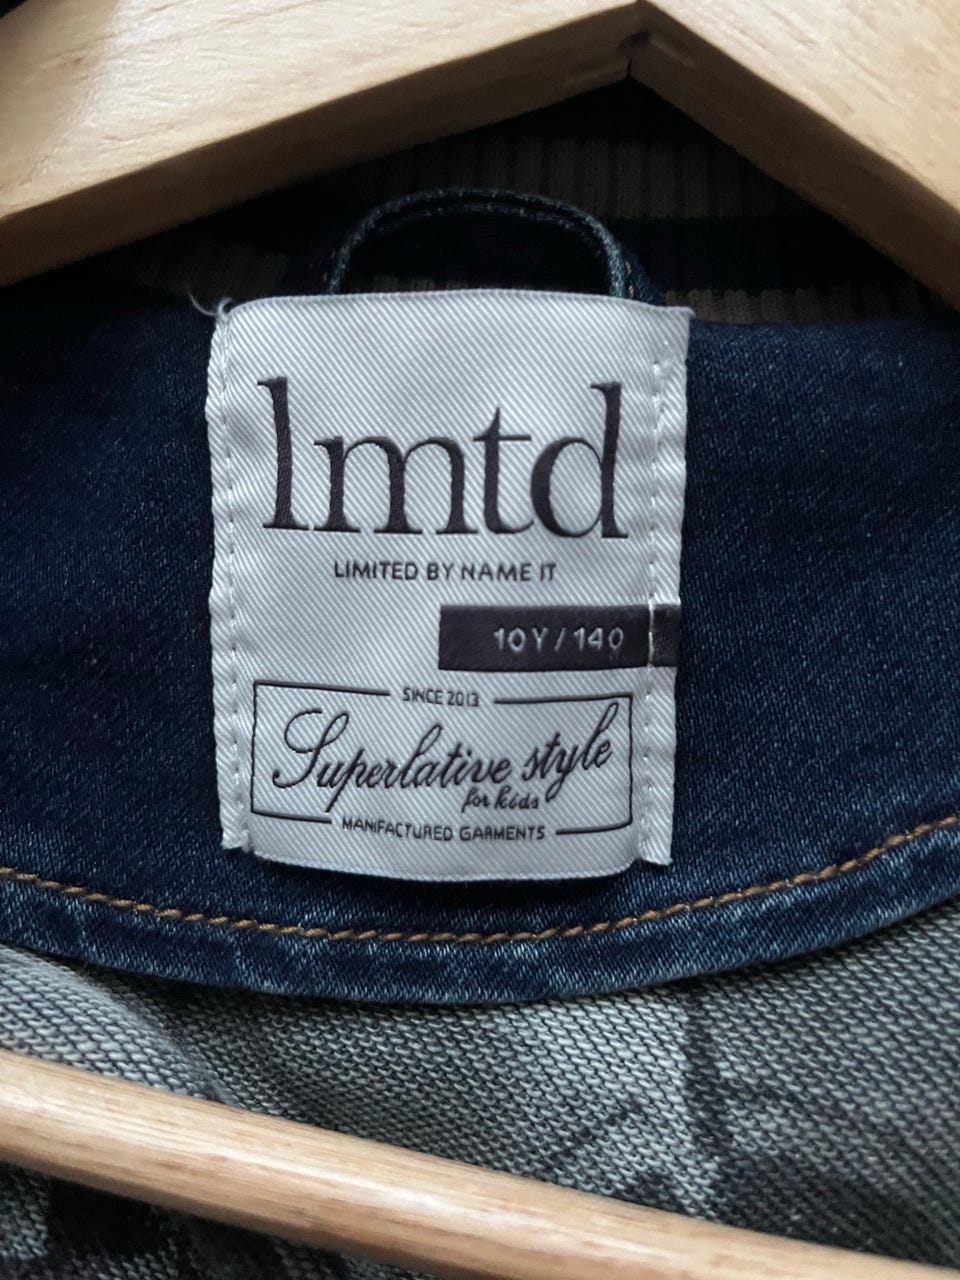 lmtd
LIMITED BY NAME IT
10Y/140
SINCE 2013
Superlative style
for kids
MANIFACTURED GARMENTS